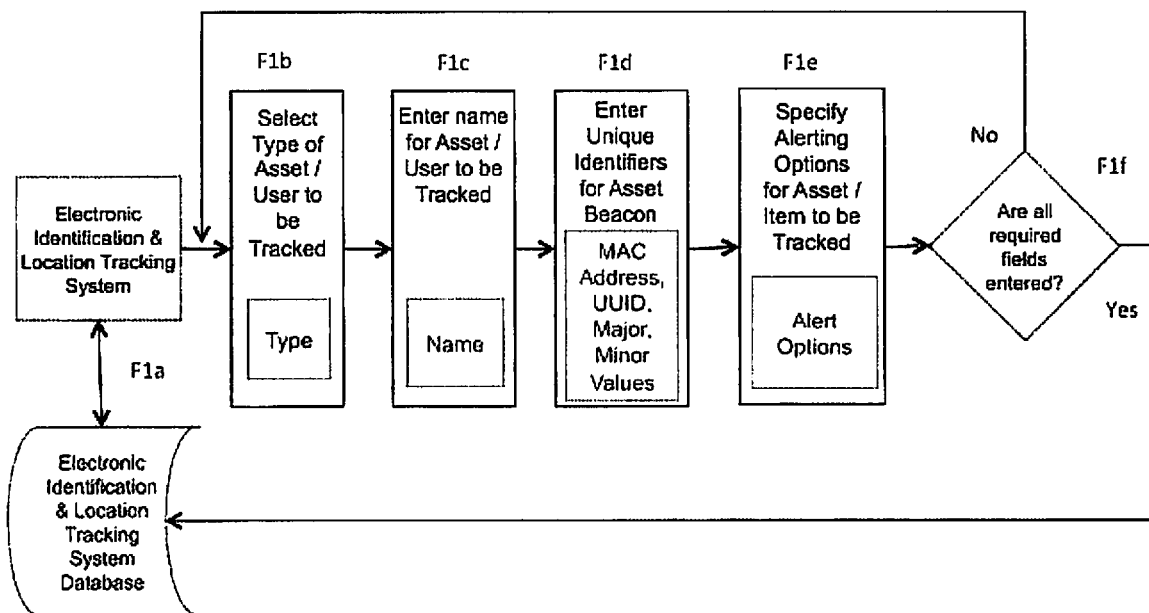 F1b
F1c
F1d
F1e
Select
Type of
Asset /
User to
be
Tracked
Type
Enter name
for Asset /
User to be
Tracked
Name
Enter
Unique
Identifiers
for Asset
Beacon
MAC
Address,
UUID,
Major,
Minor
Values
Specify
Alerting
Options
for Asset /
Item to be
Tracked
Alert
Options
No
F1f
Are all
required
fields
entered?
Yes
Electronic
Identification &
Location Tracking
System
F1a
Electronic
Identification
& Location
Tracking
System
Database